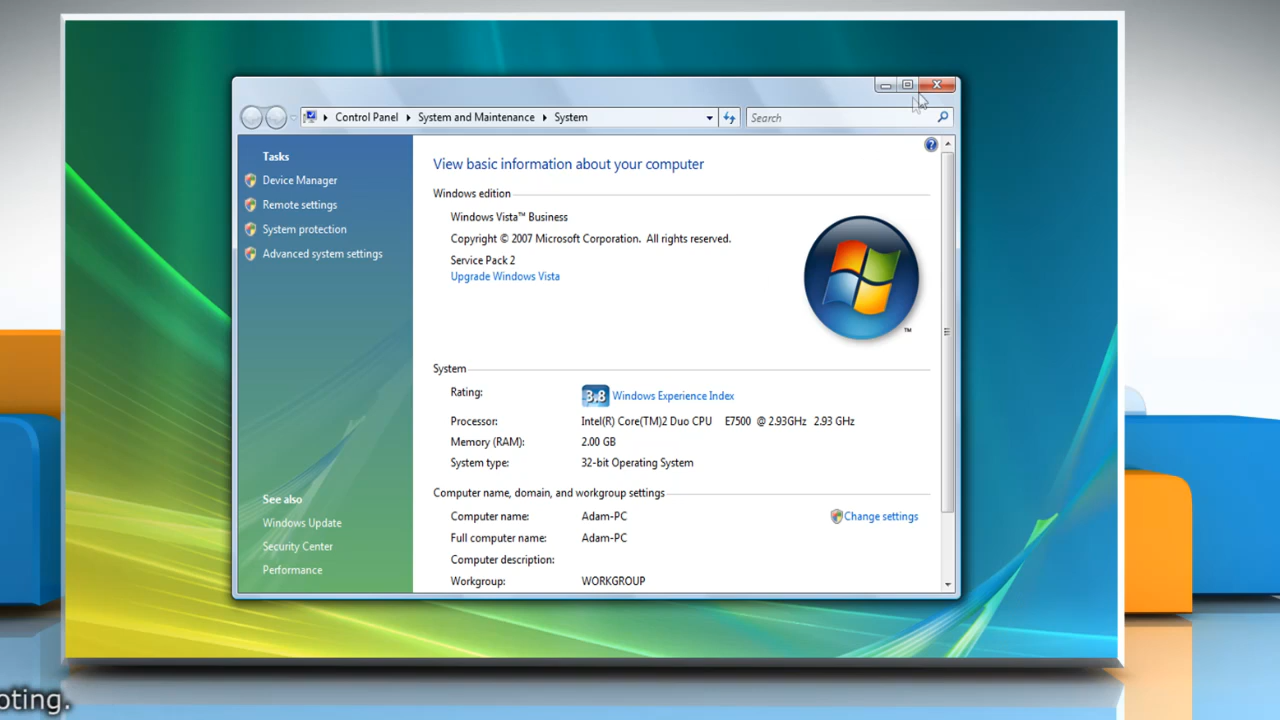 Control Panel System and Maintenance System Search
Tasks
Device Manager
Remote settings
System protection
Advanced system settings
See also
Windows Update
Security Center
Performance
View basic information about your computer
Windows edition
Windows Vista™ Business
Copyright © 2007 Microsoft Corporation. All rights reserved.
Service Pack 2
Upgrade Windows Vista
TM
System
Rating: 3.8 Windows Experience Index
Processor: Intel(R) Core(TM)2 Duo CPU E7500 @ 2.93GHz 2.93 GHz
Memory (RAM): 2.00 GB
System type: 32-bit Operating System
Computer name, domain, and workgroup settings
Computer name: Adam-PC Change settings
Full computer name: Adam-PC
Computer description:
Workgroup: WORKGROUP
oting.